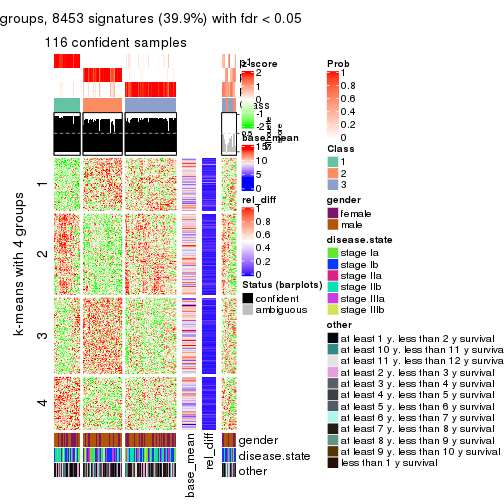 groups, 8453 signatures (39.9%) with fdr < 0.05
116 confident samples
k-means with 4 groups
1
2
3
4
z-score
2
1
0
-1
-2
base_mean
15
10
5
0
rel_diff
1
0.8
0.6
0.4
0.2
0
Status (barplots)
confident
ambiguous
Prob
1
0.8
0.6
0.4
0.2
0
Class
1
2
3
gender
female
male
disease.state
stage Ia
stage Ib
stage IIa
stage IIb
stage IIIa
stage IIIb
other
at least 1 y. less than 2 y survival
at least 10 y. less than 11 y surviva
at least 11 y. less than 12 y surviva
at least 2 y. less than 3 y survival
at least 3 y. less than 4 y survival
at least 4 y. less than 5 y survival
at least 5 y. less than 6 y survival
at least 6 y. less than 7 y survival
at least 7 y. less than 8 y survival
at least 8 y. less than 9 y survival
at least 9 y. less than 10 y survival
less than 1 y survival
gender
disease.state
other
base_mean
rel_diff